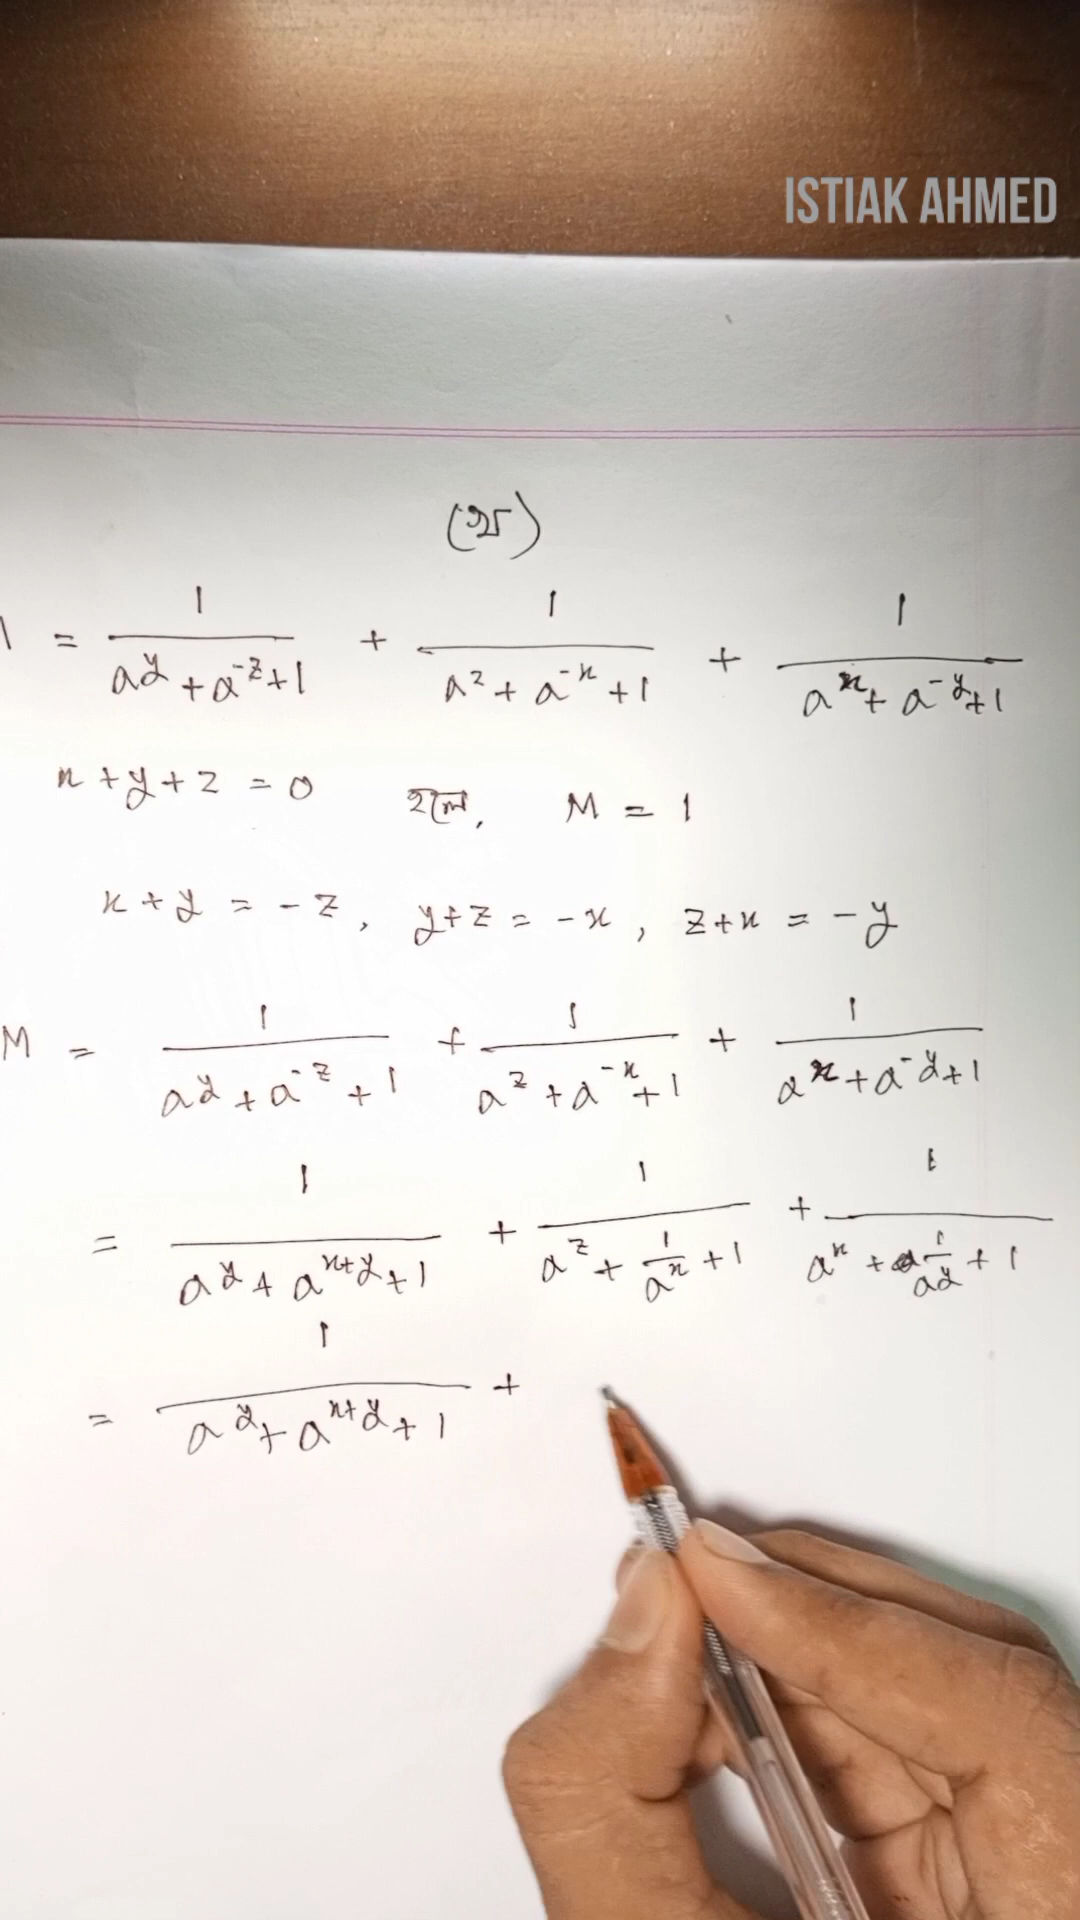 ISTIAK AHMED
(খ)
= 1/(a^y + a^-z + 1) + 1/(a^z + a^-x + 1) + 1/(a^x + a^-y + 1)
x + y + z = 0 হলে, M = 1
x + y = - z, y + z = - x, z + x = - y
M = 1/(a^y + a^-z + 1) + 1/(a^z + a^-x + 1) + 1/(a^x + a^-y + 1)
= 1/(a^y + a^(x+y) + 1) + 1/(a^z + 1/a^x + 1) + 1/(a^x + 1/a^y + 1)
= 1/(a^y + a^(x+y) + 1) +